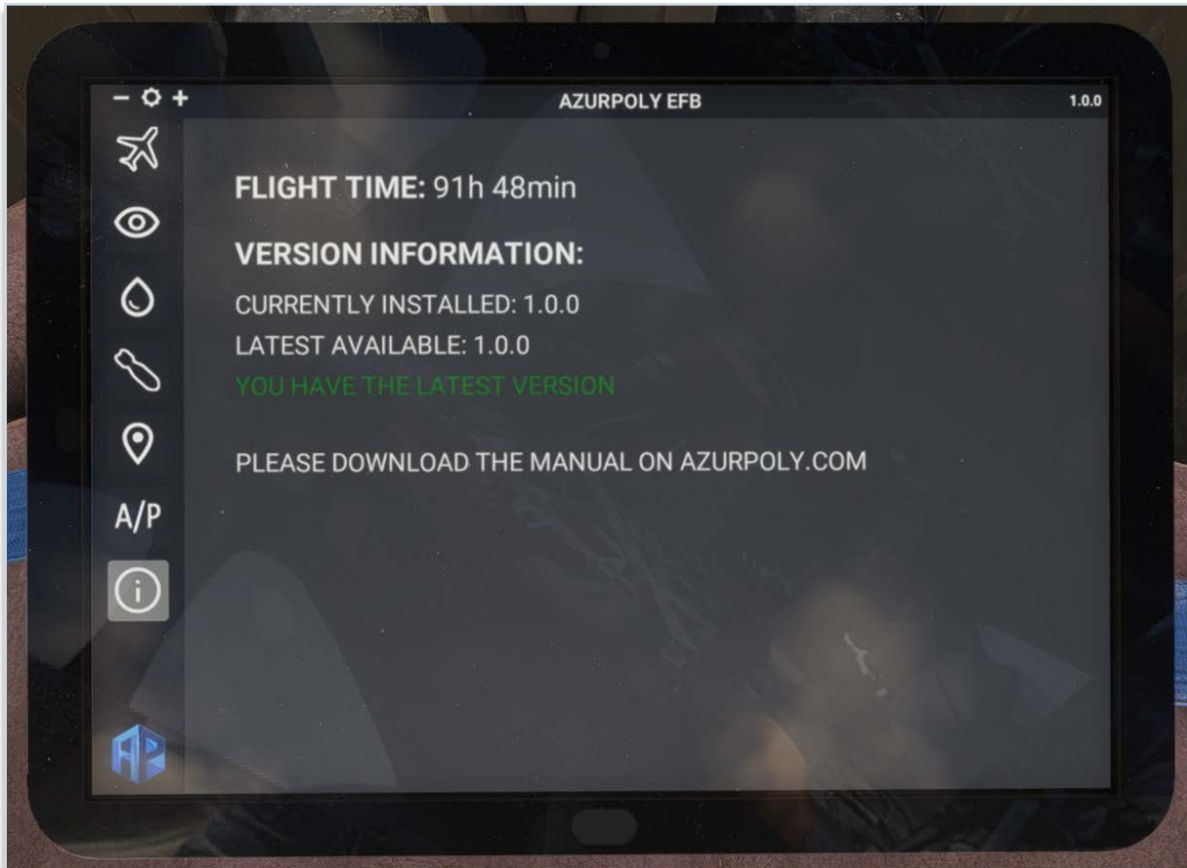 − +
AZURPOLY EFB
1.0.0
FLIGHT TIME: 91h 48min
VERSION INFORMATION:
CURRENTLY INSTALLED: 1.0.0
LATEST AVAILABLE: 1.0.0
YOU HAVE THE LATEST VERSION
PLEASE DOWNLOAD THE MANUAL ON AZURPOLY.COM
A/P
i
AP